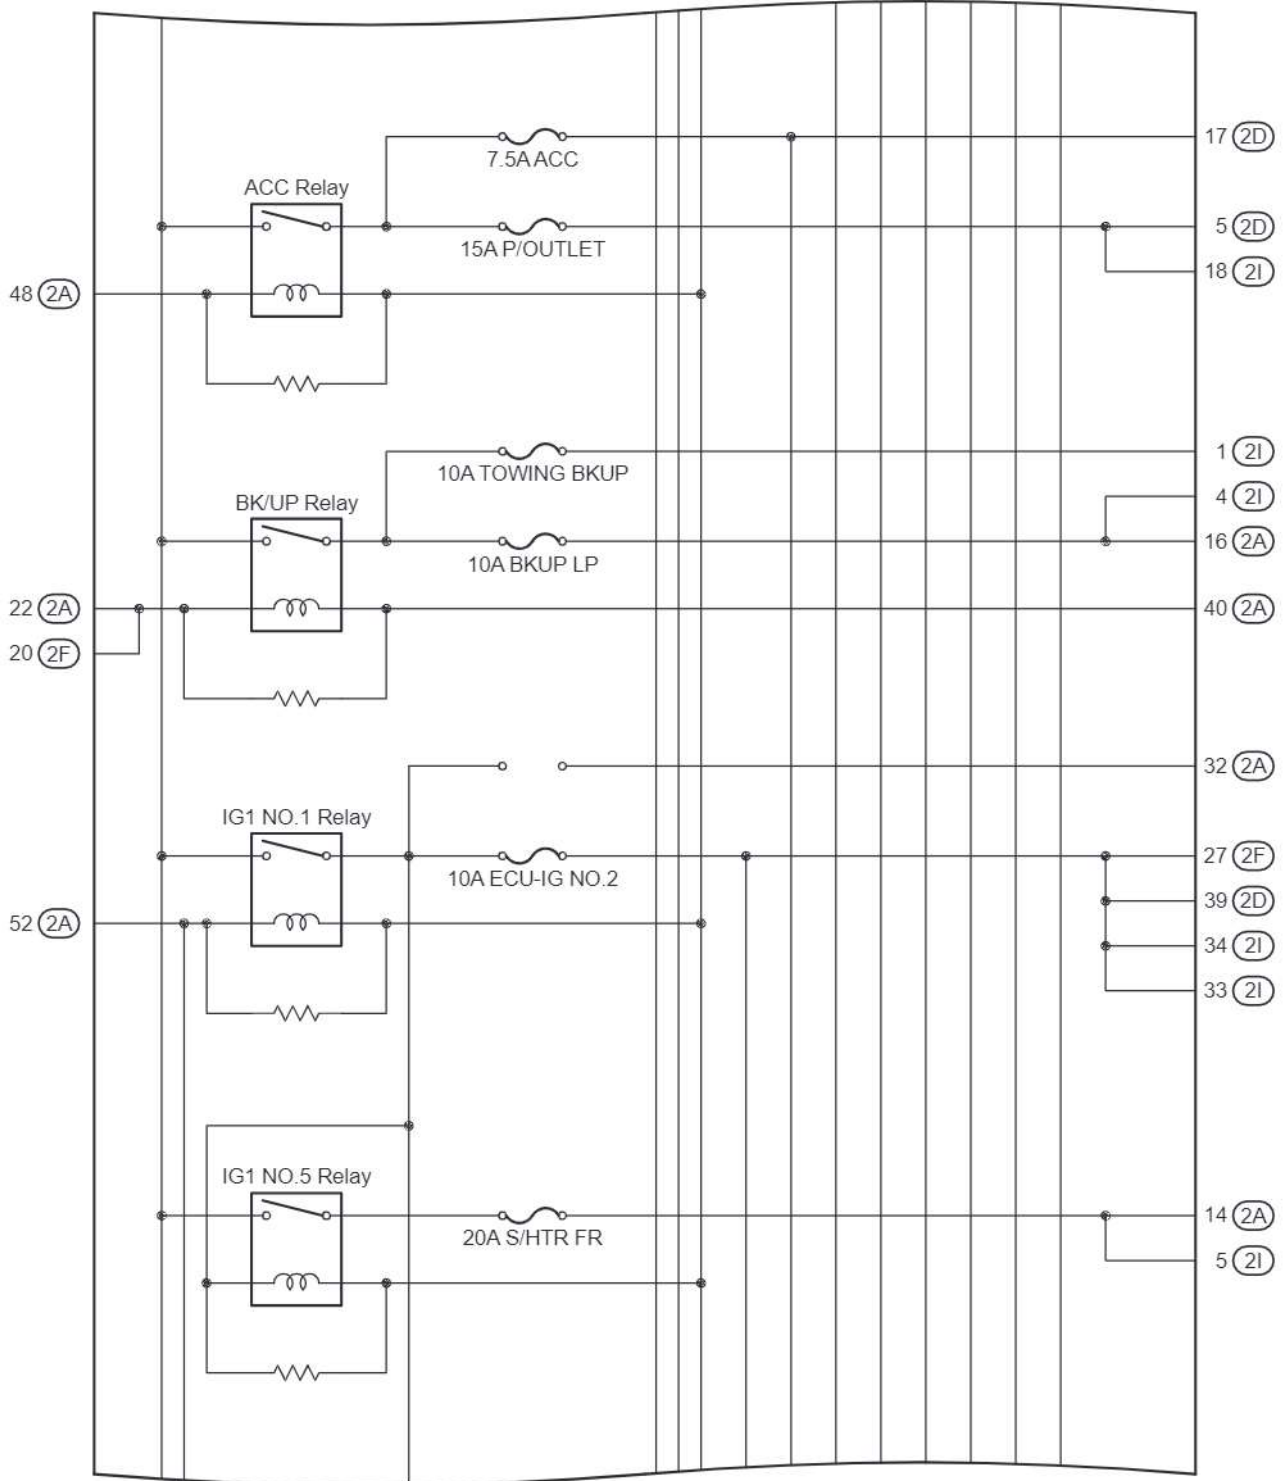 17 2D
7.5A ACC
ACC Relay
15A P/OUTLET
5 2D
18 2I
48 2A
1 2I
10A TOWING BKUP
4 2I
BK/UP Relay
10A BKUP LP
16 2A
22 2A
40 2A
20 2F
32 2A
IG1 NO.1 Relay
27 2F
10A ECU-IG NO.2
39 2D
52 2A
34 2I
33 2I
IG1 NO.5 Relay
14 2A
20A S/HTR FR
5 2I